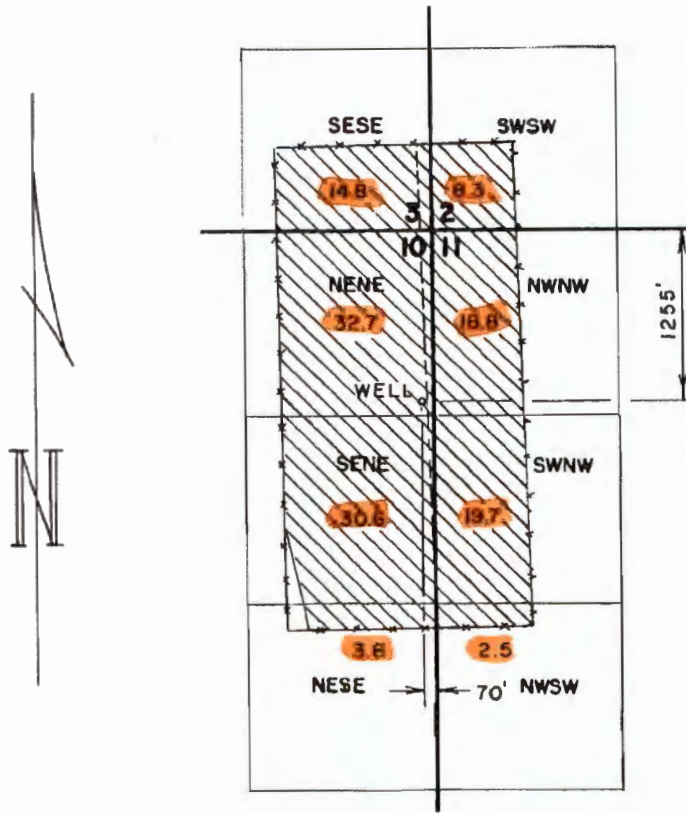 SESE SWSW
14.8 8.3
3 2
10 11
NENE NWNW
32.7 18.8
1255'
WELL
SENE SWNW
30.6 19.7
N
3.6 2.5
NESE 70' NWSW